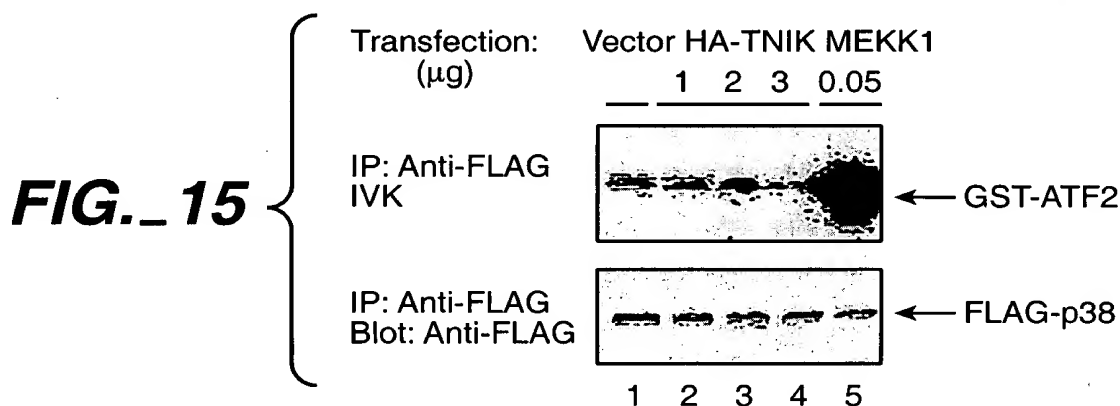 FIG._ 15
Transfection: Vector HA-TNIK MEKK1
(µg) 1 2 3 0.05
IP: Anti-FLAG
IVK
GST-ATF2
IP: Anti-FLAG
Blot: Anti-FLAG
FLAG-p38
1 2 3 4 5